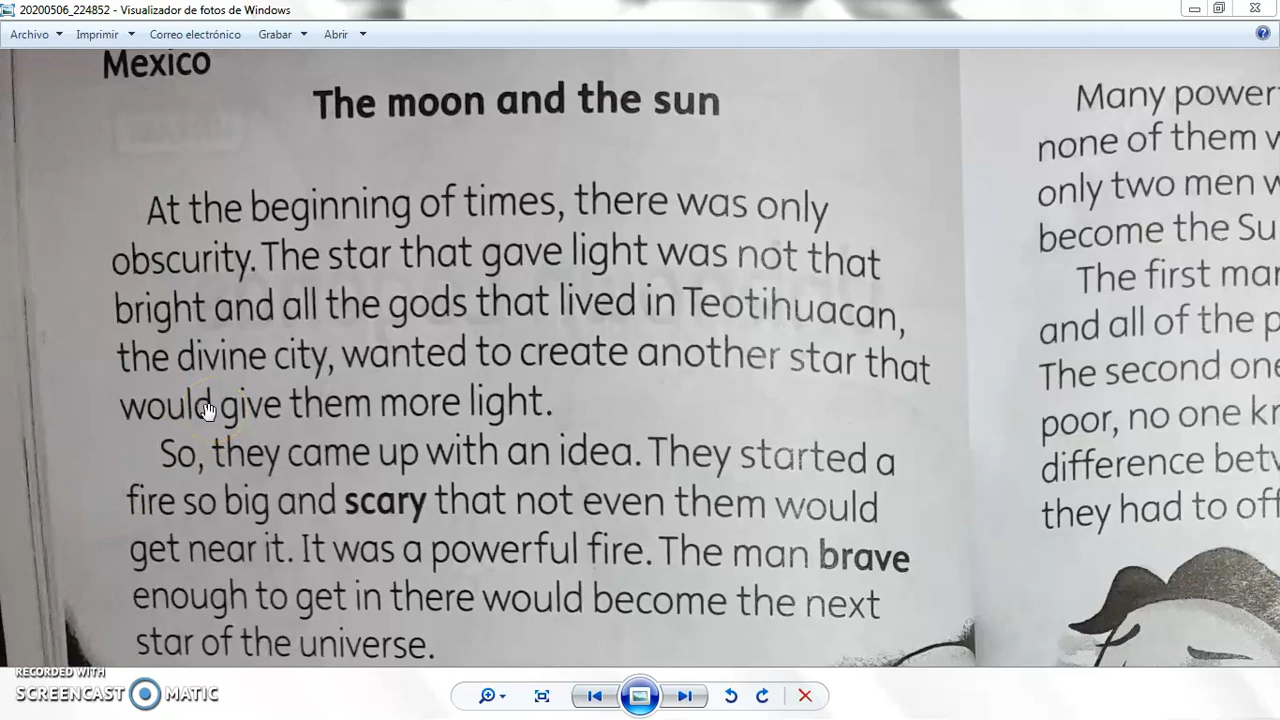 20200506_224852 - Visualizador de fotos de Windows
Archivo Imprimir Correo electrónico Grabar Abrir
Mexico
The moon and the sun
At the beginning of times, there was only
obscurity. The star that gave light was not that
bright and all the gods that lived in Teotihuacan,
the divine city, wanted to create another star that
would give them more light.
So, they came up with an idea. They started a
fire so big and scary that not even them would
get near it. It was a powerful fire. The man brave
enough to get in there would become the next
star of the universe.
Many power
none of them
only two men
become the Su
The first man
and all of the p
The second one
poor, no one kn
difference betw
they had to off
RECORDED WITH
SCREENCAST MATIC